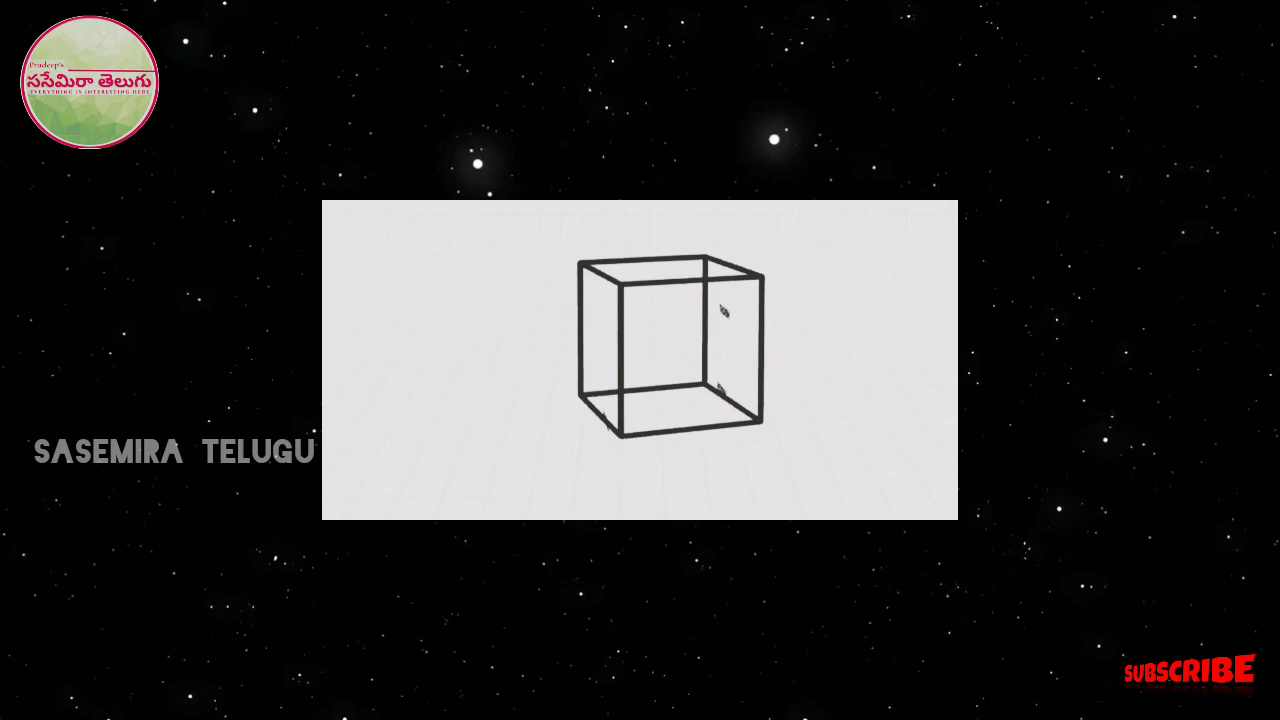 Pradeep's
ససేమిరా తెలుగు
EVERYTHING IS INTERESTING HERE
SASEMIRA TELUGU
SUBSCRIBE